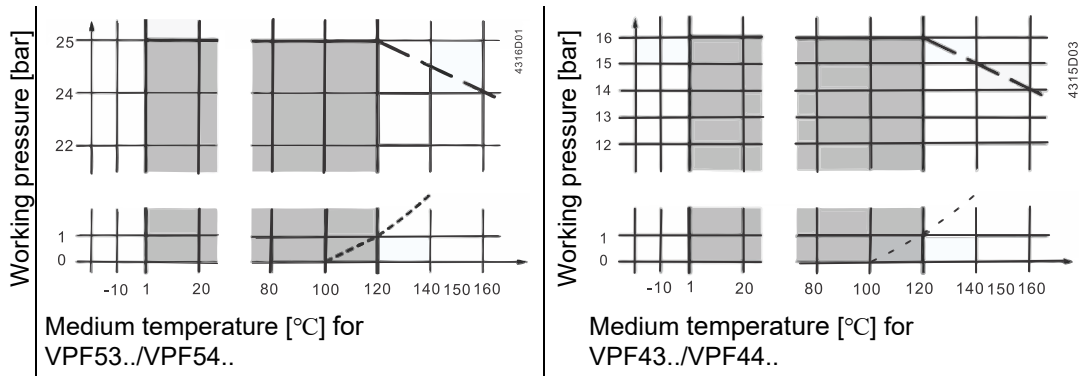 Working pressure [bar]
25
24
22
1
0
-10 1 20 80 100 120 140 150 160
4316D01
Medium temperature [°C] for
VPF53../VPF54..
Working pressure [bar]
16
15
14
13
12
1
0
-10 1 20 80 100 120 140 150 160
4315D03
Medium temperature [°C] for
VPF43../VPF44..